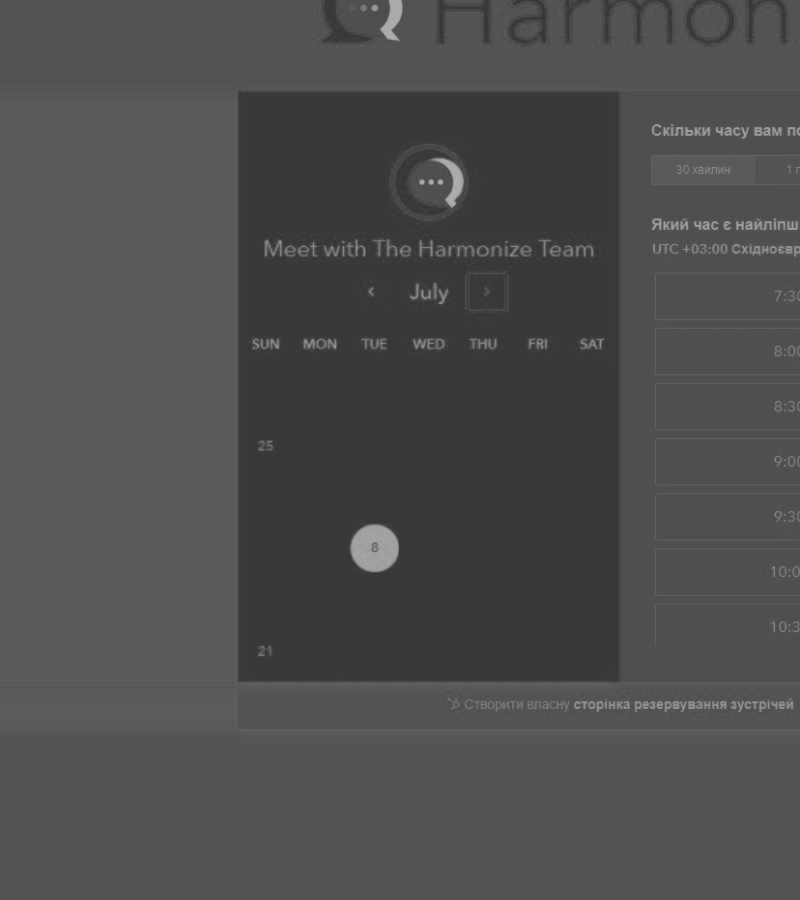 Harmon
Meet with The Harmonize Team
July
SUN MON TUE WED THU FRI SAT
25
8
21
Скільки часу вам по
30 хвилин 1 г
Який час є найліпш
UTC +03:00 Східноєвр
7:30
8:00
8:30
9:00
9:30
10:0
10:3
Створити власну сторінка резервування зустрічей